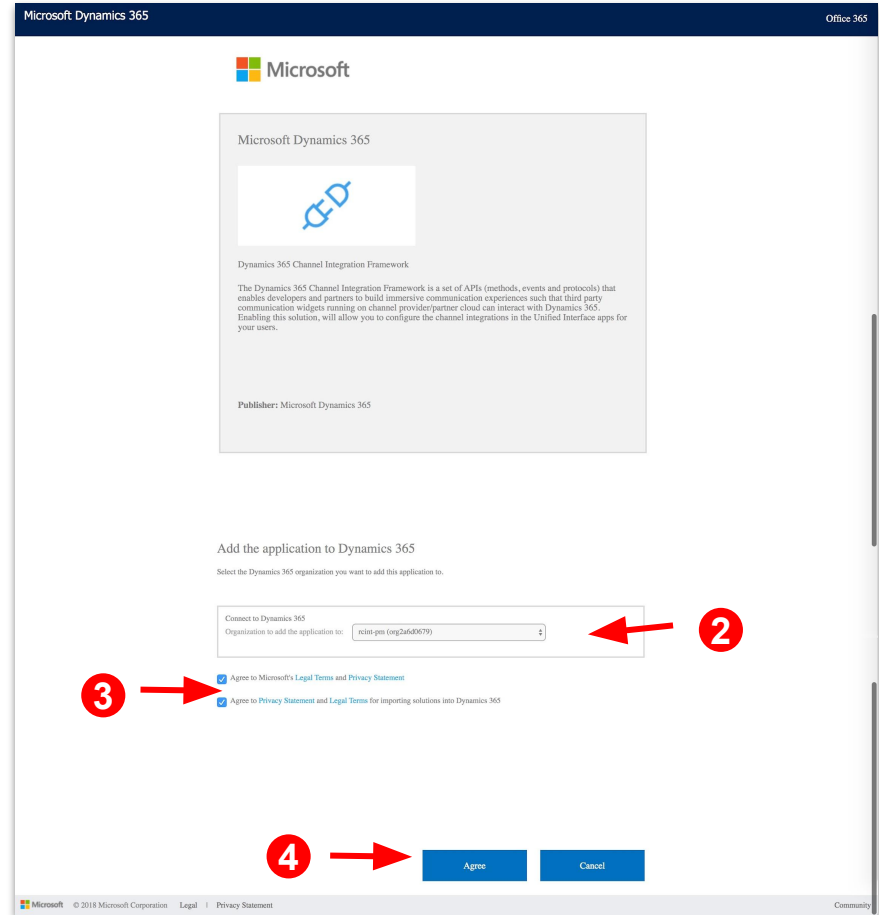 Microsoft Dynamics 365
Office 365
Microsoft
Microsoft Dynamics 365
Dynamics 365 Channel Integration Framework
The Dynamics 365 Channel Integration Framework is a set of APIs (methods, events and protocols) that
enables developers and partners to build immersive communication experiences such that third party
communication widgets running on channel provider/partner cloud can interact with Dynamics 365.
Enabling this solution, will allow you to configure the channel integrations in the Unified Interface apps for
your users.
Publisher: Microsoft Dynamics 365
Add the application to Dynamics 365
Select the Dynamics 365 organization you want to add this application to.
Connect to Dynamics 365
Organization to add the application to: rcint-pm (org2a6d0679)
2
Agree to Microsoft's Legal Terms and Privacy Statement
3
Agree to Privacy Statement and Legal Terms for importing solutions into Dynamics 365
4
Agree
Cancel
Microsoft © 2018 Microsoft Corporation Legal | Privacy Statement
Community